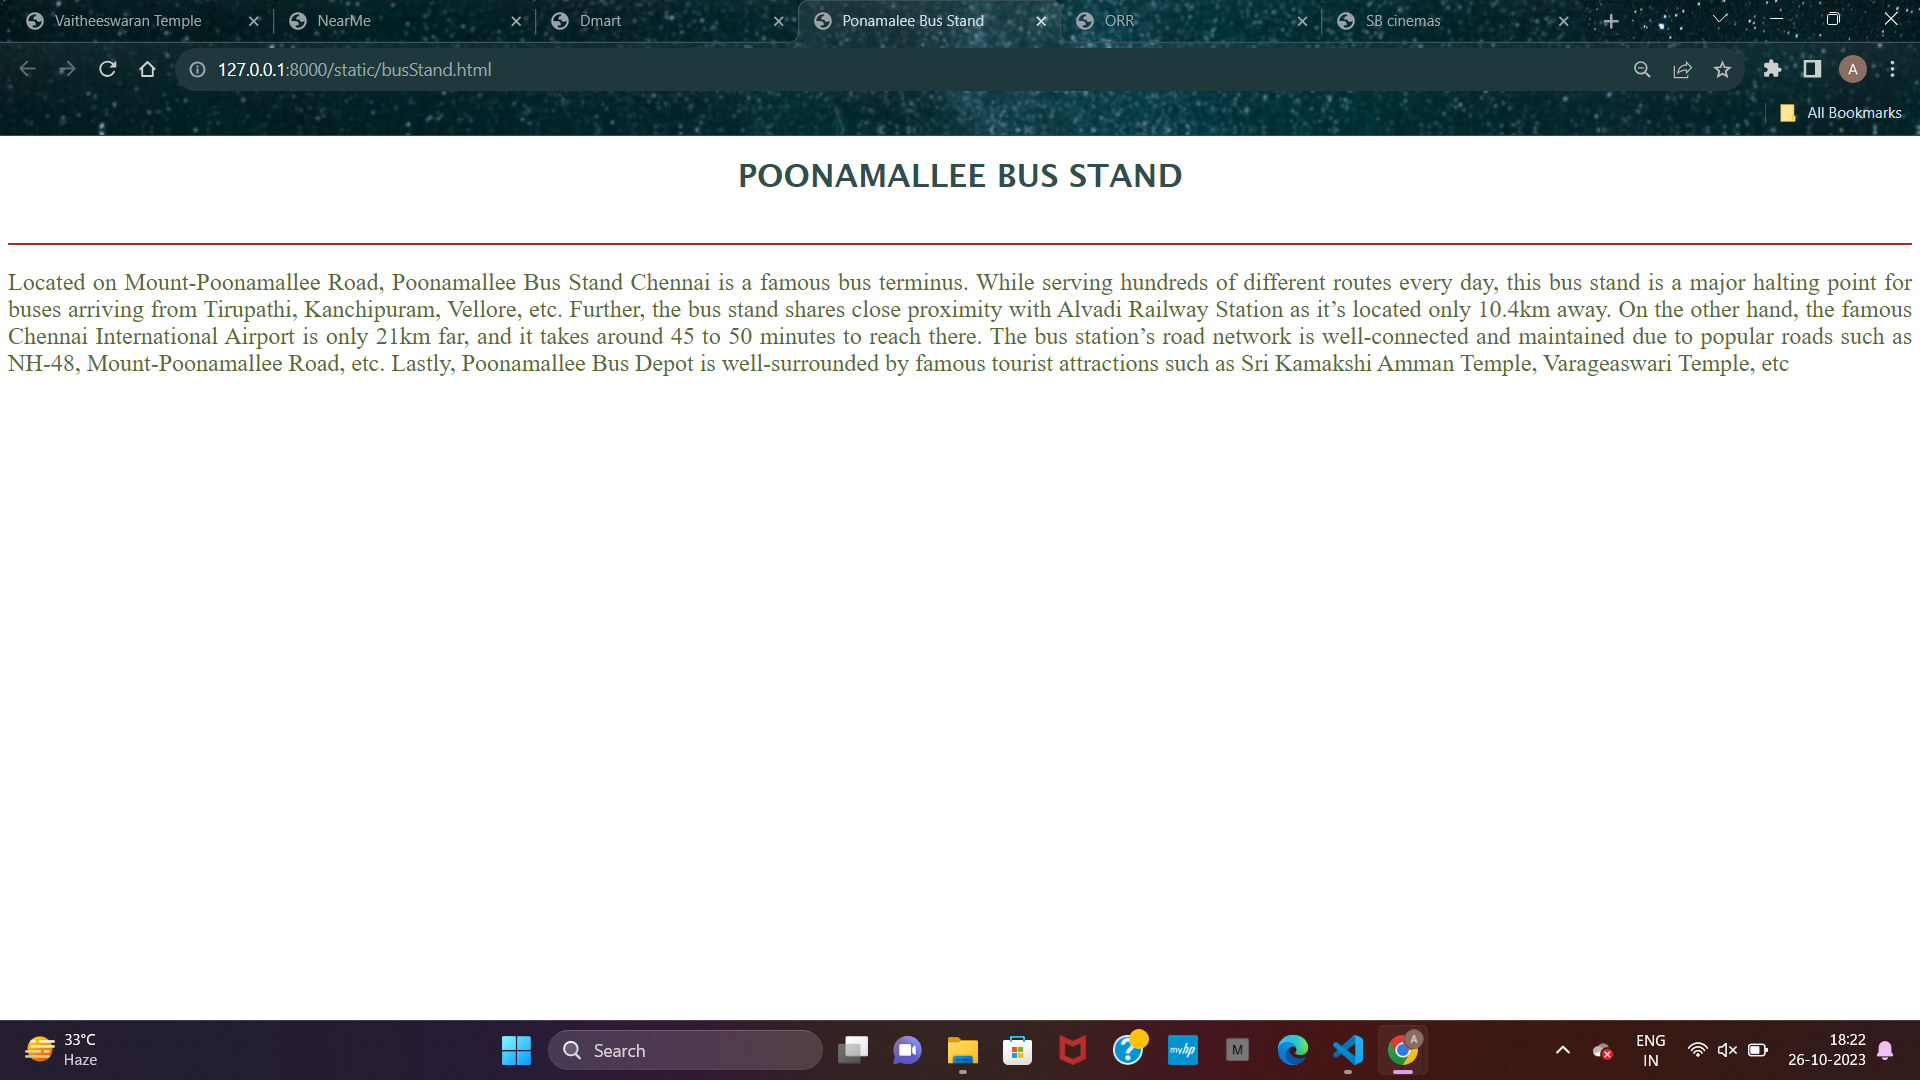 Vaitheeswaran Temple
NearMe
Dmart
Ponamalee Bus Stand
ORR
SB cinemas
127.0.0.1:8000/static/busStand.html
A
All Bookmarks
POONAMALLEE BUS STAND
Located on Mount-Poonamallee Road, Poonamallee Bus Stand Chennai is a famous bus terminus. While serving hundreds of different routes every day, this bus stand is a major halting point for
buses arriving from Tirupathi, Kanchipuram, Vellore, etc. Further, the bus stand shares close proximity with Alvadi Railway Station as it’s located only 10.4km away. On the other hand, the famous
Chennai International Airport is only 21km far, and it takes around 45 to 50 minutes to reach there. The bus station’s road network is well-connected and maintained due to popular roads such as
NH-48, Mount-Poonamallee Road, etc. Lastly, Poonamallee Bus Depot is well-surrounded by famous tourist attractions such as Sri Kamakshi Amman Temple, Varageaswari Temple, etc
33°C
Haze
Search
myhp
M
A
ENG
IN
18:22
26-10-2023